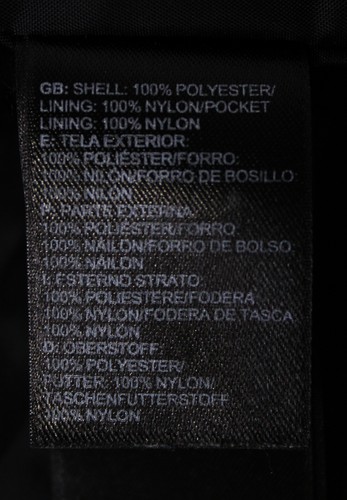 GB: SHELL: 100% POLYESTER/
LINING: 100% NYLON/POCKET
LINING: 100% NYLON
E: TELA EXTERIOR:
100% POLIÉSTER/FORRO:
100% NILON/FORRO DE BOSILLO:
100% NILON
P: PARTE EXTERNA:
100% POLIÉSTER/FORRO:
100% NAILON/FORRO DE BOLSO:
100% NAILON
I: ESTERNO STRATO:
100% POLIESTERE/FODERA:
100% NYLON/FODERA DE TASCA:
100% NYLON
D: OBERSTOFF:
100% POLYESTER/
FUTTER: 100% NYLON/
TASCHENFUTTERSTOFF
100% NYLON